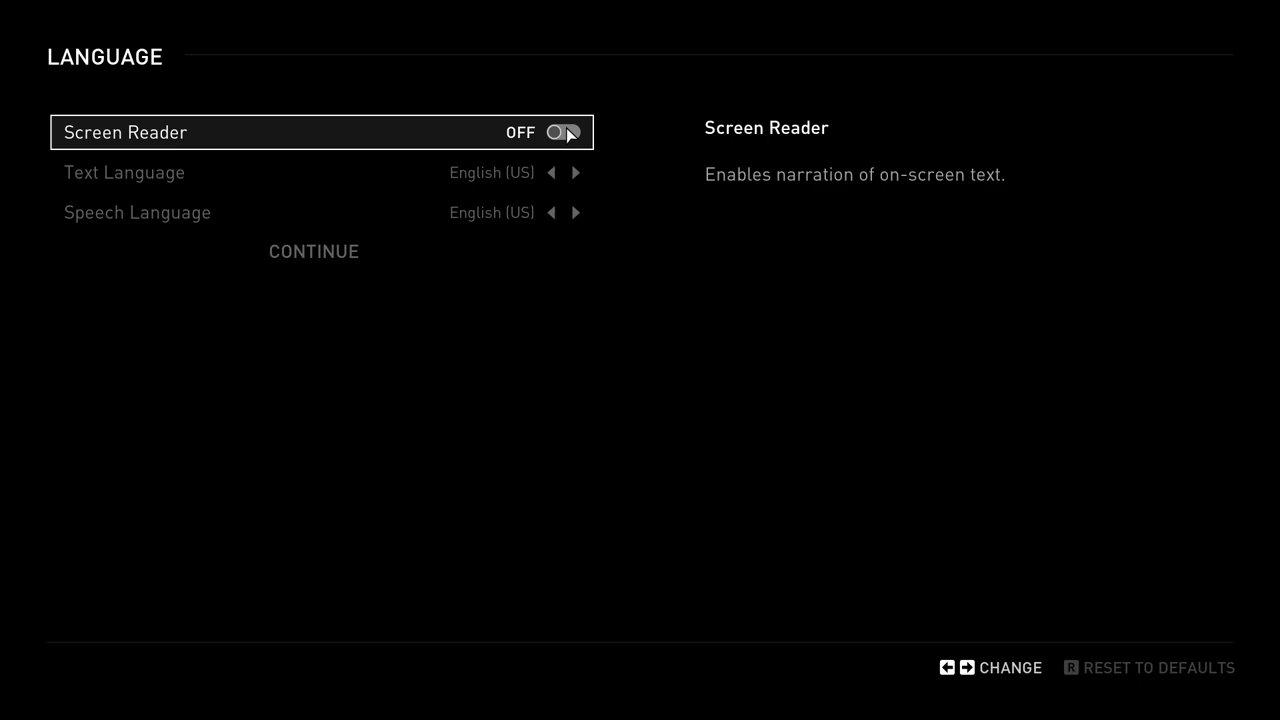 LANGUAGE
Screen Reader OFF
Text Language English (US)
Speech Language English (US)
CONTINUE
Screen Reader
Enables narration of on-screen text.
CHANGE R RESET TO DEFAULTS